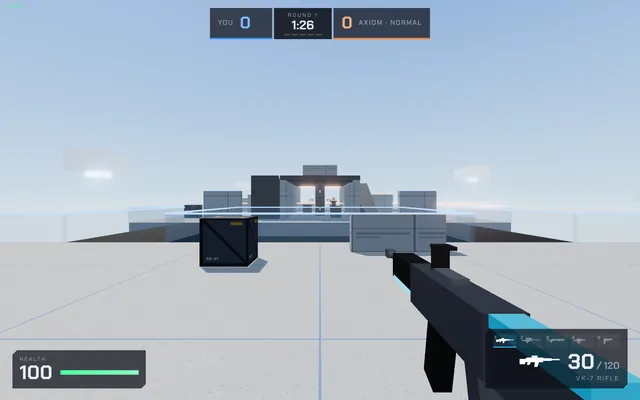 YOU 0
ROUND 1
1:26
0 AXIOM · NORMAL
HEALTH
100
30 / 120
VK-7 RIFLE